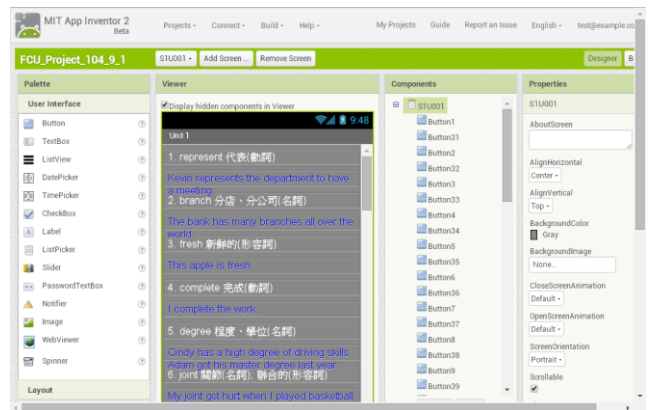 MIT App Inventor 2
Beta
Projects Connect Build Help My Projects Guide Report an Issue English test@example.co
FCU_Project_104_9_1 S1U001 Add Screen ... Remove Screen Designer B
Palette
User Interface
Button
TextBox
ListView
DatePicker
TimePicker
CheckBox
Label
ListPicker
Slider
PasswordTextBox
Notifier
Image
WebViewer
Spinner
Layout
Viewer
Display hidden components in Viewer
9:48
Unit 1
1. represent 代表(動詞)
Kevin represents the department to have
a meeting.
2. branch 分店、分公司(名詞)
The bank has many branches all over the
world.
3. fresh 新鮮的(形容詞)
This apple is fresh.
4. complete 完成(動詞)
I complete the work.
5. degree 程度、學位(名詞)
Cindy has a high degree of driving skills.
Adam got his master degree last year.
6. joint 關節(名詞); 聯合的(形容詞)
My joint got hurt when I played basketball
Components
S1U001
Button1
Button31
Button2
Button32
Button3
Button33
Button4
Button34
Button5
Button35
Button6
Button36
Button7
Button37
Button8
Button38
Button9
Button39
Properties
S1U001
AboutScreen
AlignHorizontal
Center
AlignVertical
Top
BackgroundColor
Gray
BackgroundImage
None...
CloseScreenAnimation
Default
OpenScreenAnimation
Default
ScreenOrientation
Portrait
Scrollable